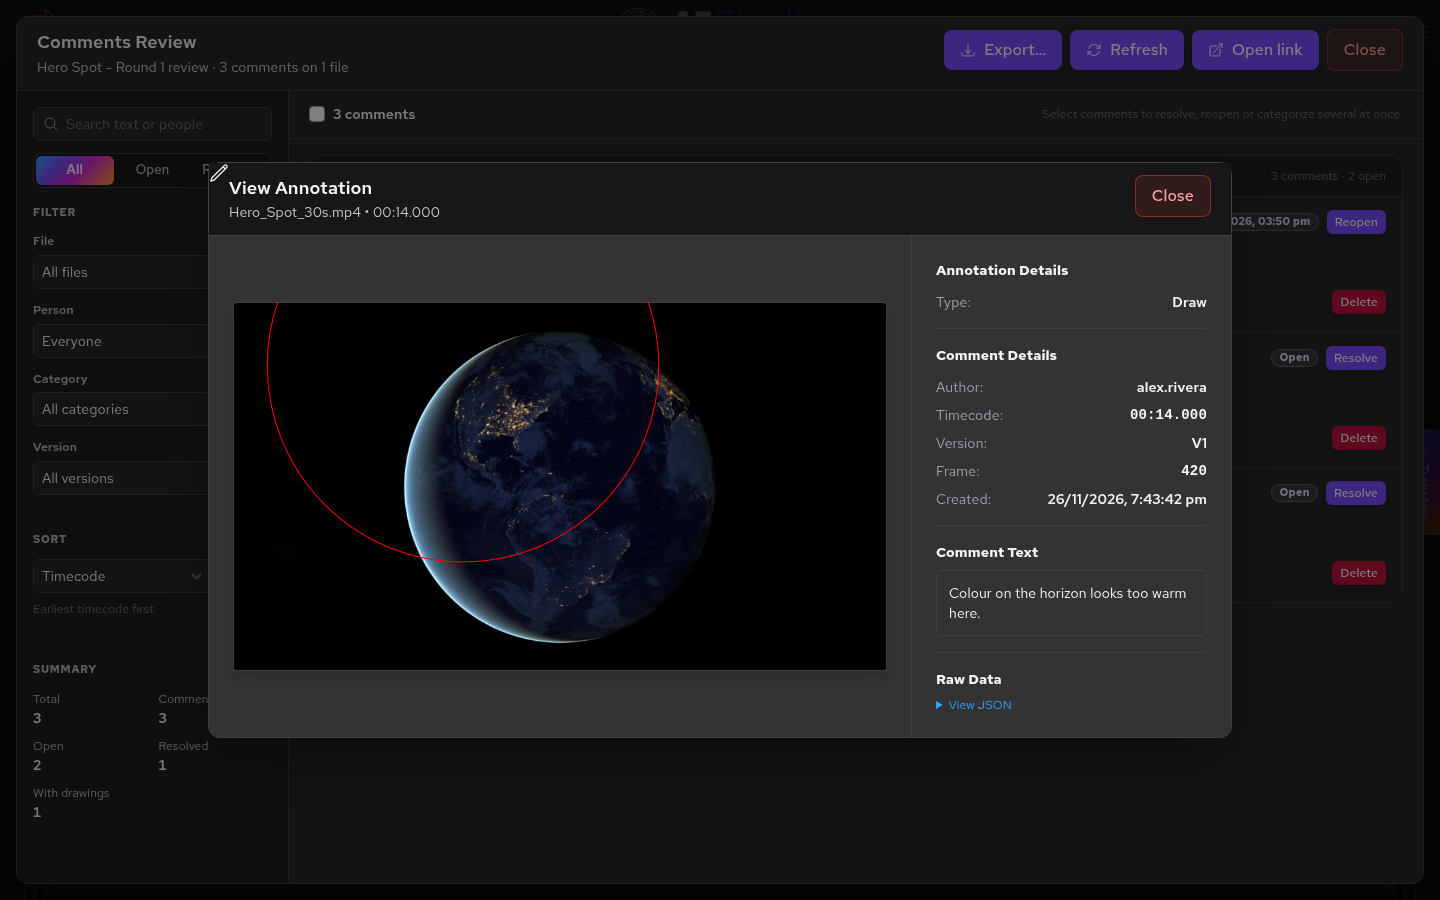 Comments Review
Hero Spot - Round 1 review · 3 comments on 1 file
Export...
Refresh
Open link
Close
Search text or people
3 comments
Select comments to resolve, reopen or categorize several at once.
All
Open
3 comments · 2 open
View Annotation
Hero_Spot_30s.mp4 • 00:14.000
Close
FILTER
File
All files
Person
Everyone
Category
All categories
Version
All versions
SORT
Timecode
Earliest timecode first
SUMMARY
Total
3
3
Open
2
Resolved
1
With drawings
1
Annotation Details
Type: Draw
Comment Details
Author: alex.rivera
Timecode: 00:14.000
Version: V1
Frame: 420
Created: 26/11/2026, 7:43:42 pm
Comment Text
Colour on the horizon looks too warm
here.
Raw Data
View JSON
03:50 pm
Reopen
Delete
Open
Resolve
Delete
Open
Resolve
Delete